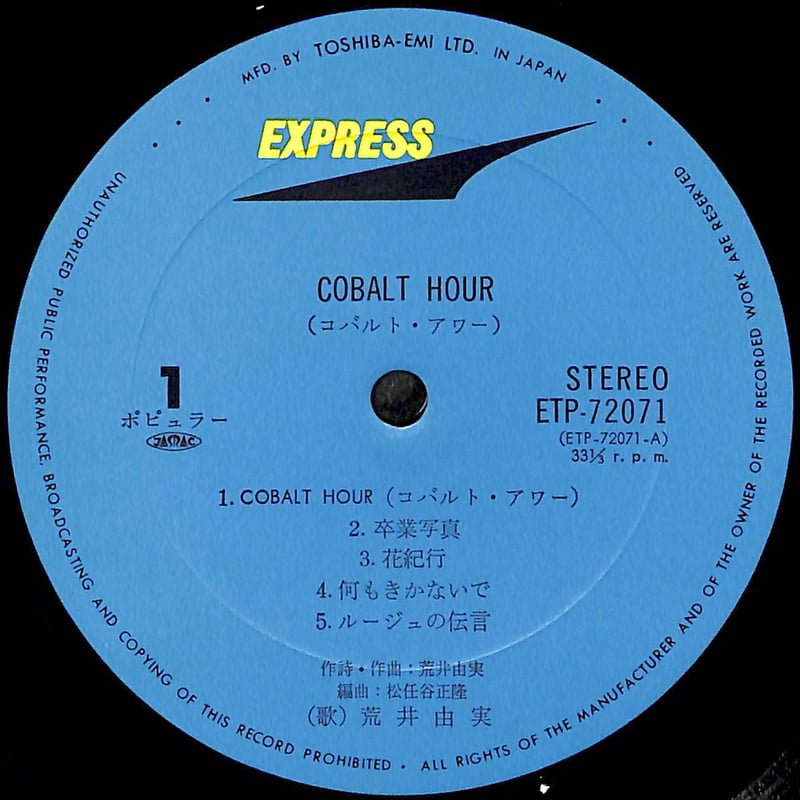 MFD. BY TOSHIBA-EMI LTD. IN JAPAN
EXPRESS
COBALT HOUR
(コバルト・アワー)
1
ポピュラー
JASRAC
STEREO
ETP-72071
(ETP-72071-A)
33⅓ r. p. m.
1. COBALT HOUR (コバルト・アワー)
2. 卒業写真
3. 花紀行
4. 何もきかないで
5. ルージュの伝言
作詩・作曲:荒井由実
編曲:松任谷正隆
(歌) 荒井由実
UNAUTHORIZED PUBLIC PERFORMANCE, BROADCASTING AND COPYING OF THIS RECORD PROHIBITED • ALL RIGHTS OF THE MANUFACTURER AND OF THE OWNER OF THE RECORDED WORK ARE RESERVED